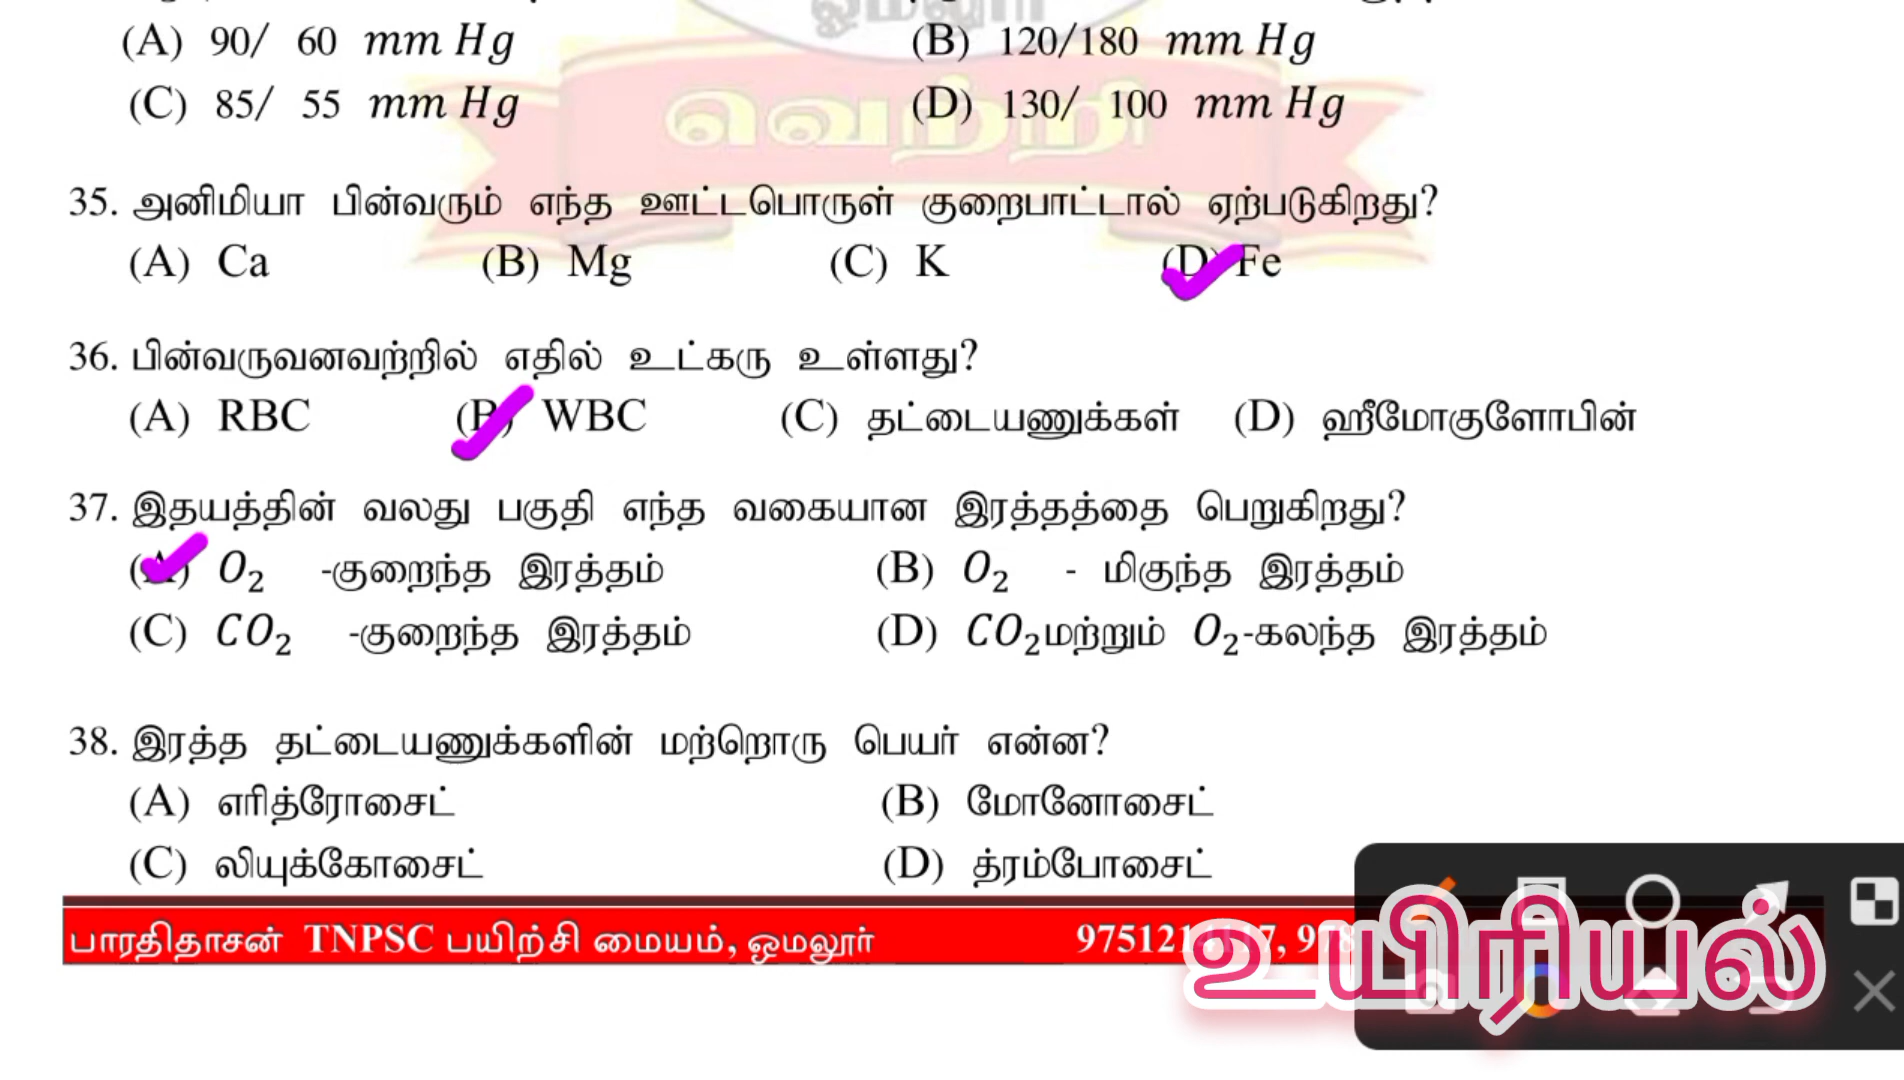 ஓமலூர்
(A) 90/ 60 mm Hg (B) 120/180 mm Hg
வெற்றி
(C) 85/ 55 mm Hg (D) 130/ 100 mm Hg
35. அனிமியா பின்வரும் எந்த ஊட்டபொருள் குறைபாட்டால் ஏற்படுகிறது?
(A) Ca (B) Mg (C) K (D) Fe
36. பின்வருவனவற்றில் எதில் உட்கரு உள்ளது?
(A) RBC (B) WBC (C) தட்டையணுக்கள் (D) ஹீமோகுளோபின்
37. இதயத்தின் வலது பகுதி எந்த வகையான இரத்தத்தை பெறுகிறது?
(A) O₂ -குறைந்த இரத்தம் (B) O₂ - மிகுந்த இரத்தம்
(C) CO₂ -குறைந்த இரத்தம் (D) CO₂மற்றும் O₂-கலந்த இரத்தம்
38. இரத்த தட்டையணுக்களின் மற்றொரு பெயர் என்ன?
(A) எரித்ரோசைட் (B) மோனோசைட்
(C) லியுக்கோசைட் (D) த்ரம்போசைட்
பாரதிதாசன் TNPSC பயிற்சி மையம், ஓமலூர்
உயிரியல்